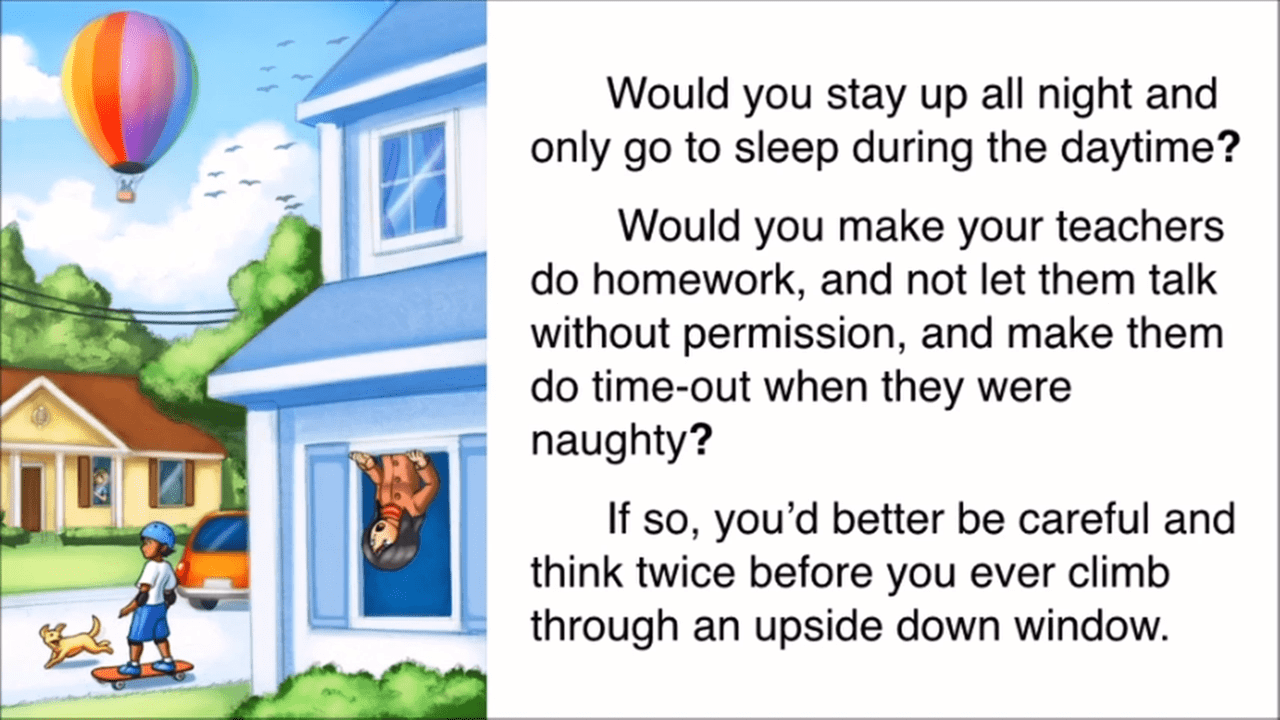 Would you stay up all night and
only go to sleep during the daytime?
Would you make your teachers
do homework, and not let them talk
without permission, and make them
do time-out when they were
naughty?
If so, you’d better be careful and
think twice before you ever climb
through an upside down window.